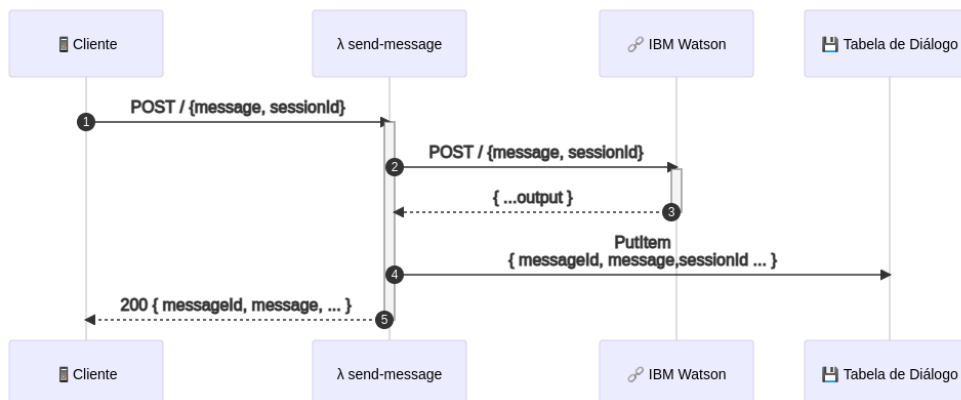 Cliente
λ send-message
IBM Watson
Tabela de Diálogo
POST / {message, sessionId}
1
POST / {message, sessionId}
2
{ ...output }
3
PutItem
{ messageId, message,sessionId ... }
4
200 { messageId, message, ... }
5
Cliente
λ send-message
IBM Watson
Tabela de Diálogo